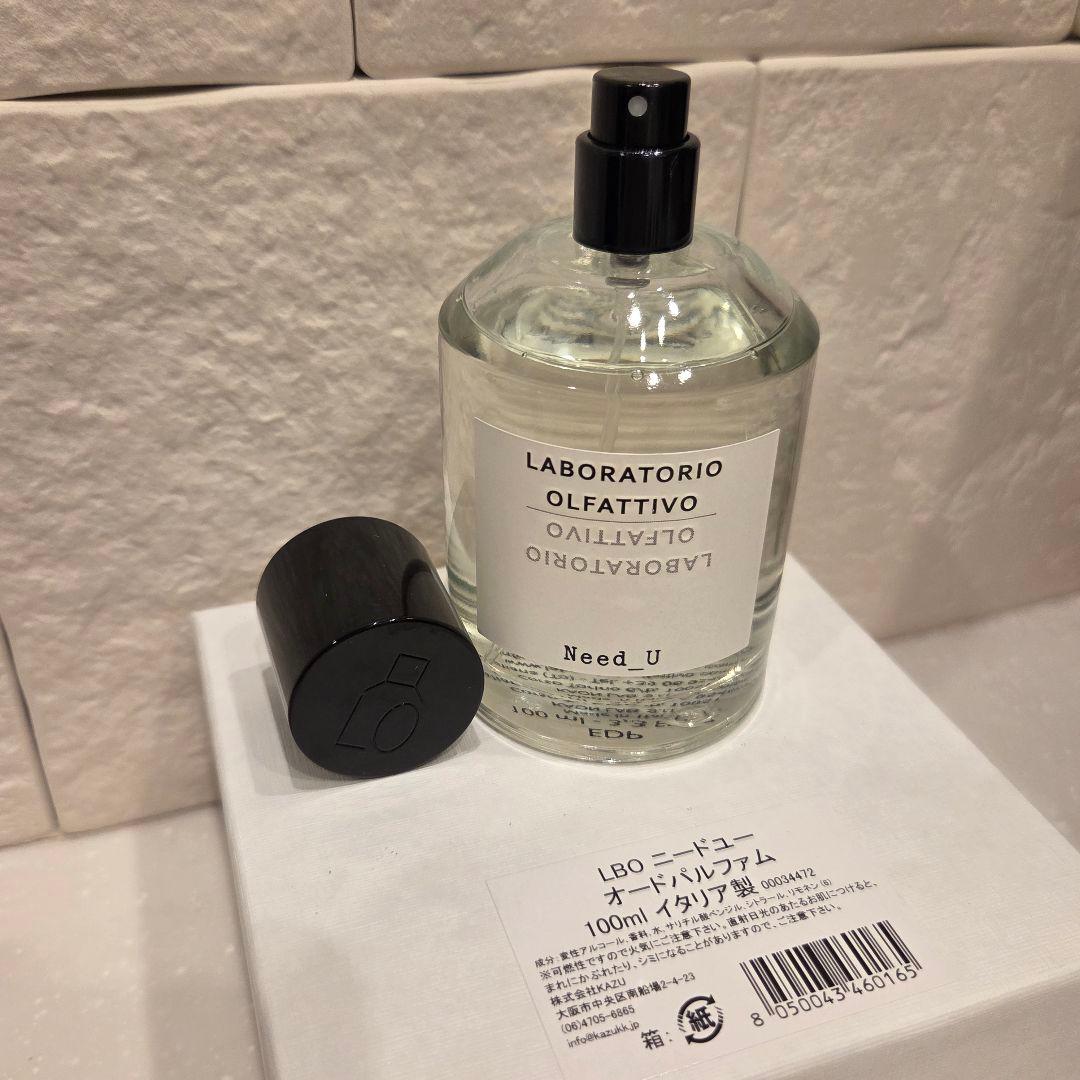 LABORATORIO
OLFATTIVO
OLFATTIVO
LABORATORIO
Need_U
100 ml
EDP
LBO ニードユー
オードパルファム
100ml イタリア製 00034472
成分：変性アルコール、香料、水、サリチル酸ベンジル、シトラール、リモネン (6)
※可燃性ですので火気にご注意下さい。直射日光のあたるお肌につけると、
まれにかぶれたり、シミになることがありますので、ご注意下さい。
株式会社KAZU
大阪市中央区南船場2-4-23
(06)4705-6865
info@kazukk.jp
箱： 紙
8 050043 460165